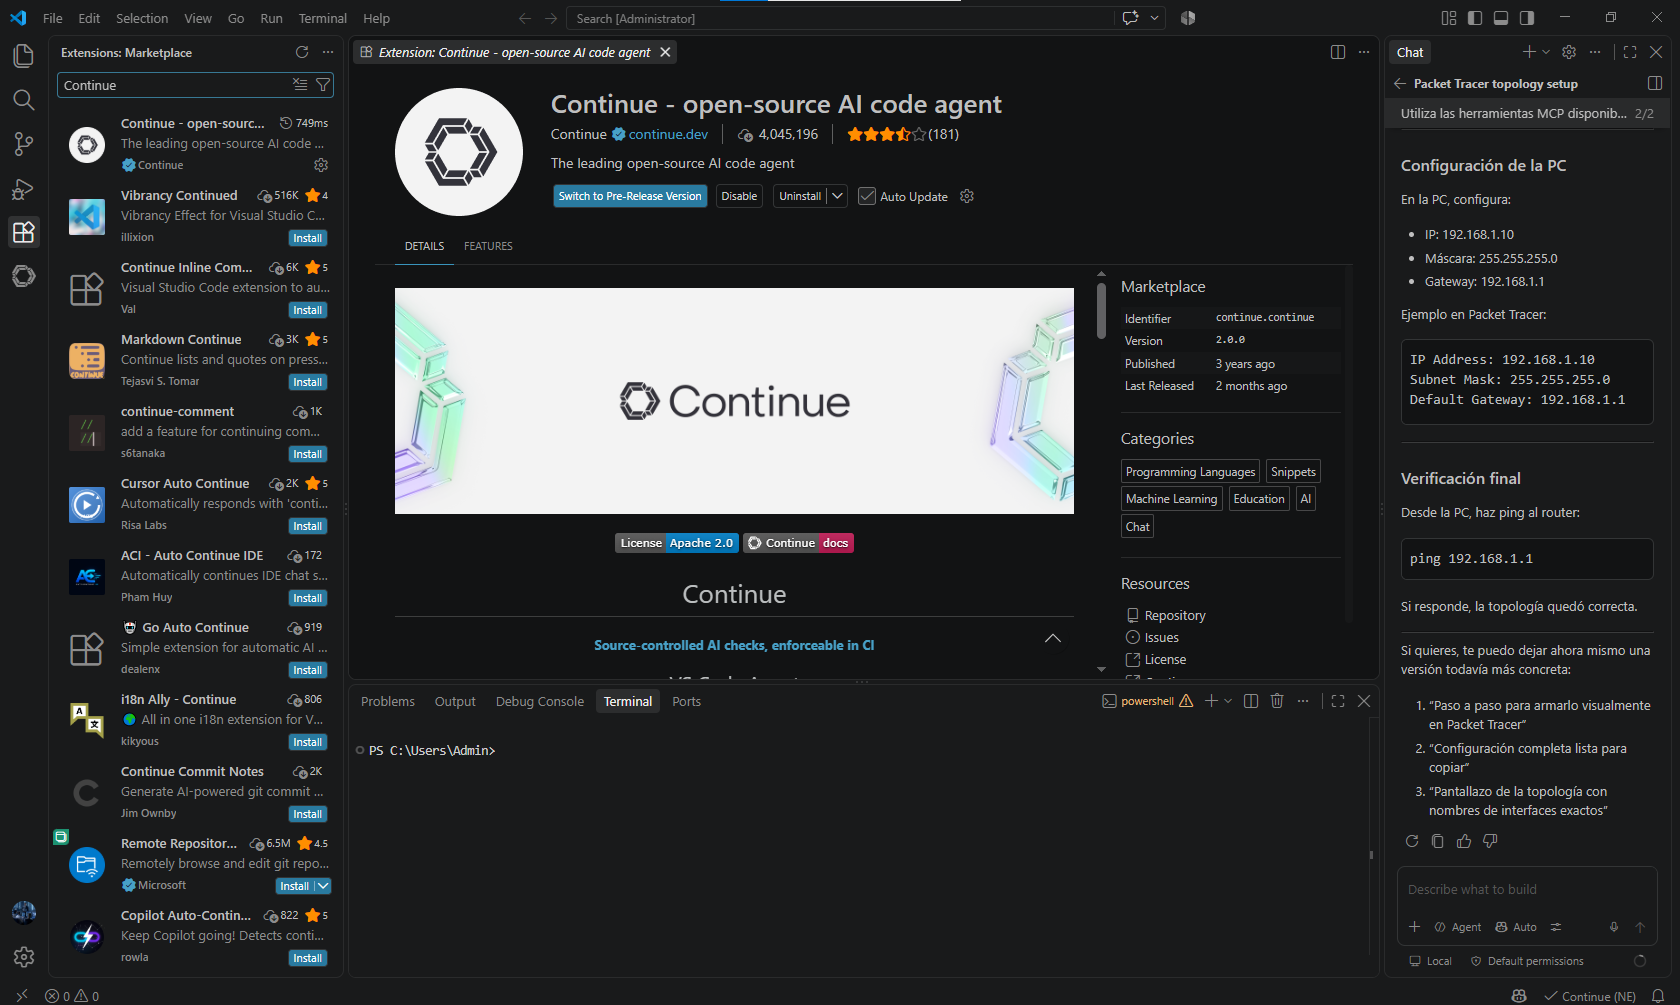 File Edit Selection View Go Run Terminal Help
Search [Administrator]
Extensions: Marketplace
Continue
Continue - open-sourc... 749ms
The leading open-source AI code ...
Continue
Vibrancy Continued 516K 4
Vibrancy Effect for Visual Studio C...
illixion Install
Continue Inline Com... 6K 5
Visual Studio Code extension to au...
Val Install
Markdown Continue 3K 5
Continue lists and quotes on press...
Tejasvi S. Tomar Install
continue-comment 1K
add a feature for continuing com...
s6tanaka Install
Cursor Auto Continue 2K 5
Automatically responds with 'conti...
Risa Labs Install
ACI - Auto Continue IDE 172
Automatically continues IDE chat s...
Pham Huy Install
Go Auto Continue 919
Simple extension for automatic AI ...
dealenx Install
i18n Ally - Continue 806
All in one i18n extension for V...
kikyous Install
Continue Commit Notes 2K
Generate AI-powered git commit ...
Jim Ownby Install
Remote Repositor... 6.5M 4.5
Remotely browse and edit git repo...
Microsoft Install
Copilot Auto-Contin... 822 5
Keep Copilot going! Detects conti...
rowla Install
Extension: Continue - open-source AI code agent
Continue - open-source AI code agent
Continue continue.dev 4,045,196 (181)
The leading open-source AI code agent
Switch to Pre-Release Version Disable Uninstall Auto Update
DETAILS FEATURES
Continue
License Apache 2.0 Continue docs
Continue
Source-controlled AI checks, enforceable in CI
Marketplace
Identifier continue.continue
Version 2.0.0
Published 3 years ago
Last Released 2 months ago
Categories
Programming Languages Snippets
Machine Learning Education AI
Chat
Resources
Repository
Issues
License
Problems Output Debug Console Terminal Ports
powershell
PS C:\Users\Admin>
Chat
Packet Tracer topology setup
Utiliza las herramientas MCP disponib... 2/2
Configuración de la PC
En la PC, configura:
• IP: 192.168.1.10
• Máscara: 255.255.255.0
• Gateway: 192.168.1.1
Ejemplo en Packet Tracer:
IP Address: 192.168.1.10
Subnet Mask: 255.255.255.0
Default Gateway: 192.168.1.1
Verificación final
Desde la PC, haz ping al router:
ping 192.168.1.1
Si responde, la topología quedó correcta.
Si quieres, te puedo dejar ahora mismo una
versión todavía más concreta:
1. “Paso a paso para armarlo visualmente
en Packet Tracer”
2. “Configuración completa lista para
copiar”
3. “Pantallazo de la topología con
nombres de interfaces exactos”
Describe what to build
Agent Auto
Local Default permissions
0 0
Continue (NE)